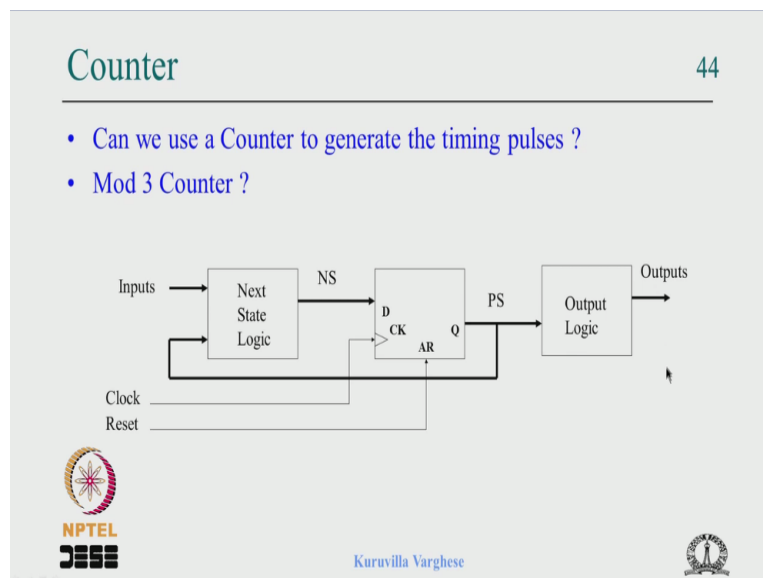 Counter
44
• Can we use a Counter to generate the timing pulses ?
• Mod 3 Counter ?
Inputs
Next
State
Logic
NS
D
CK
Q
AR
PS
Output
Logic
Outputs
Clock
Reset
NPTEL
DESE
Kuruvilla Varghese